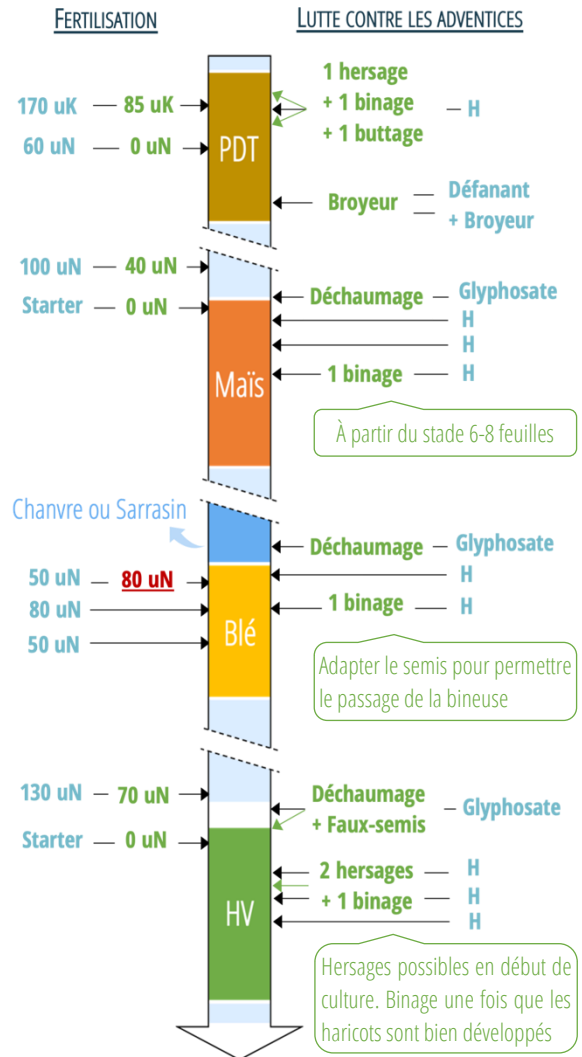 FERTILISATION
LUTTE CONTRE LES ADVENTICES
1 hersage
170 uK 85 uK + 1 binage H
+ 1 buttage
60 uN 0 uN
PDT
Broyeur Défanant
+ Broyeur
100 uN 40 uN
Déchaumage Glyphosate
Starter 0 uN
H
H
Maïs 1 binage H
À partir du stade 6-8 feuilles
Chanvre ou Sarrasin
Déchaumage Glyphosate
50 uN 80 uN H
80 uN 1 binage H
Blé
50 uN
Adapter le semis pour permettre
le passage de la bineuse
130 uN 70 uN Déchaumage
+ Faux-semis Glyphosate
Starter 0 uN
2 hersages H
+ 1 binage H
HV H
Hersages possibles en début de
culture. Binage une fois que les
haricots sont bien développés